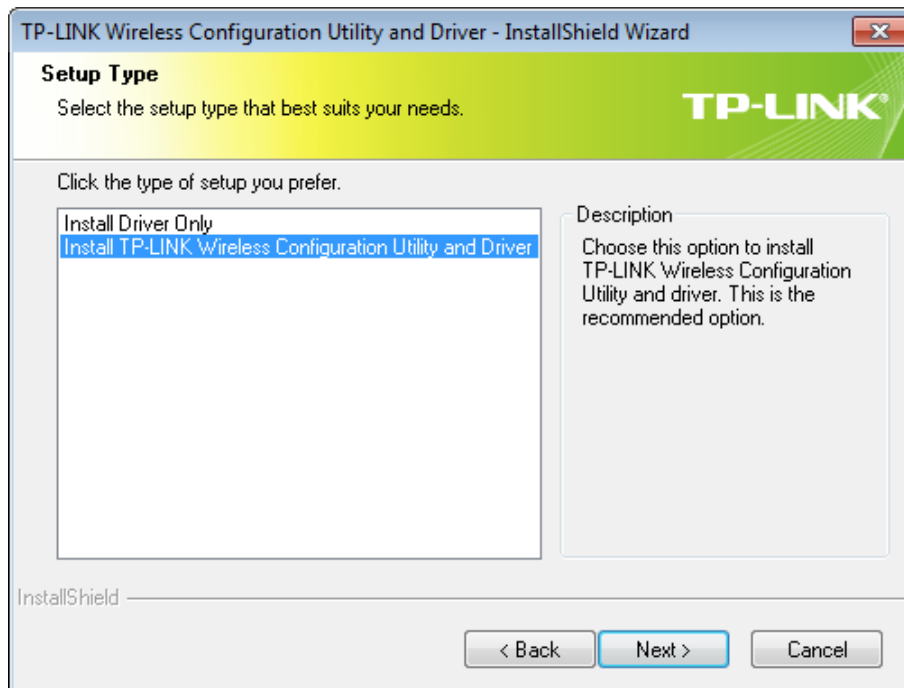 TP-LINK Wireless Configuration Utility and Driver - InstallShield Wizard
Setup Type
Select the setup type that best suits your needs.
TP-LINK®
Click the type of setup you prefer.
Install Driver Only
Install TP-LINK Wireless Configuration Utility and Driver
Description
Choose this option to install
TP-LINK Wireless Configuration
Utility and driver. This is the
recommended option.
InstallShield
< Back
Next >
Cancel